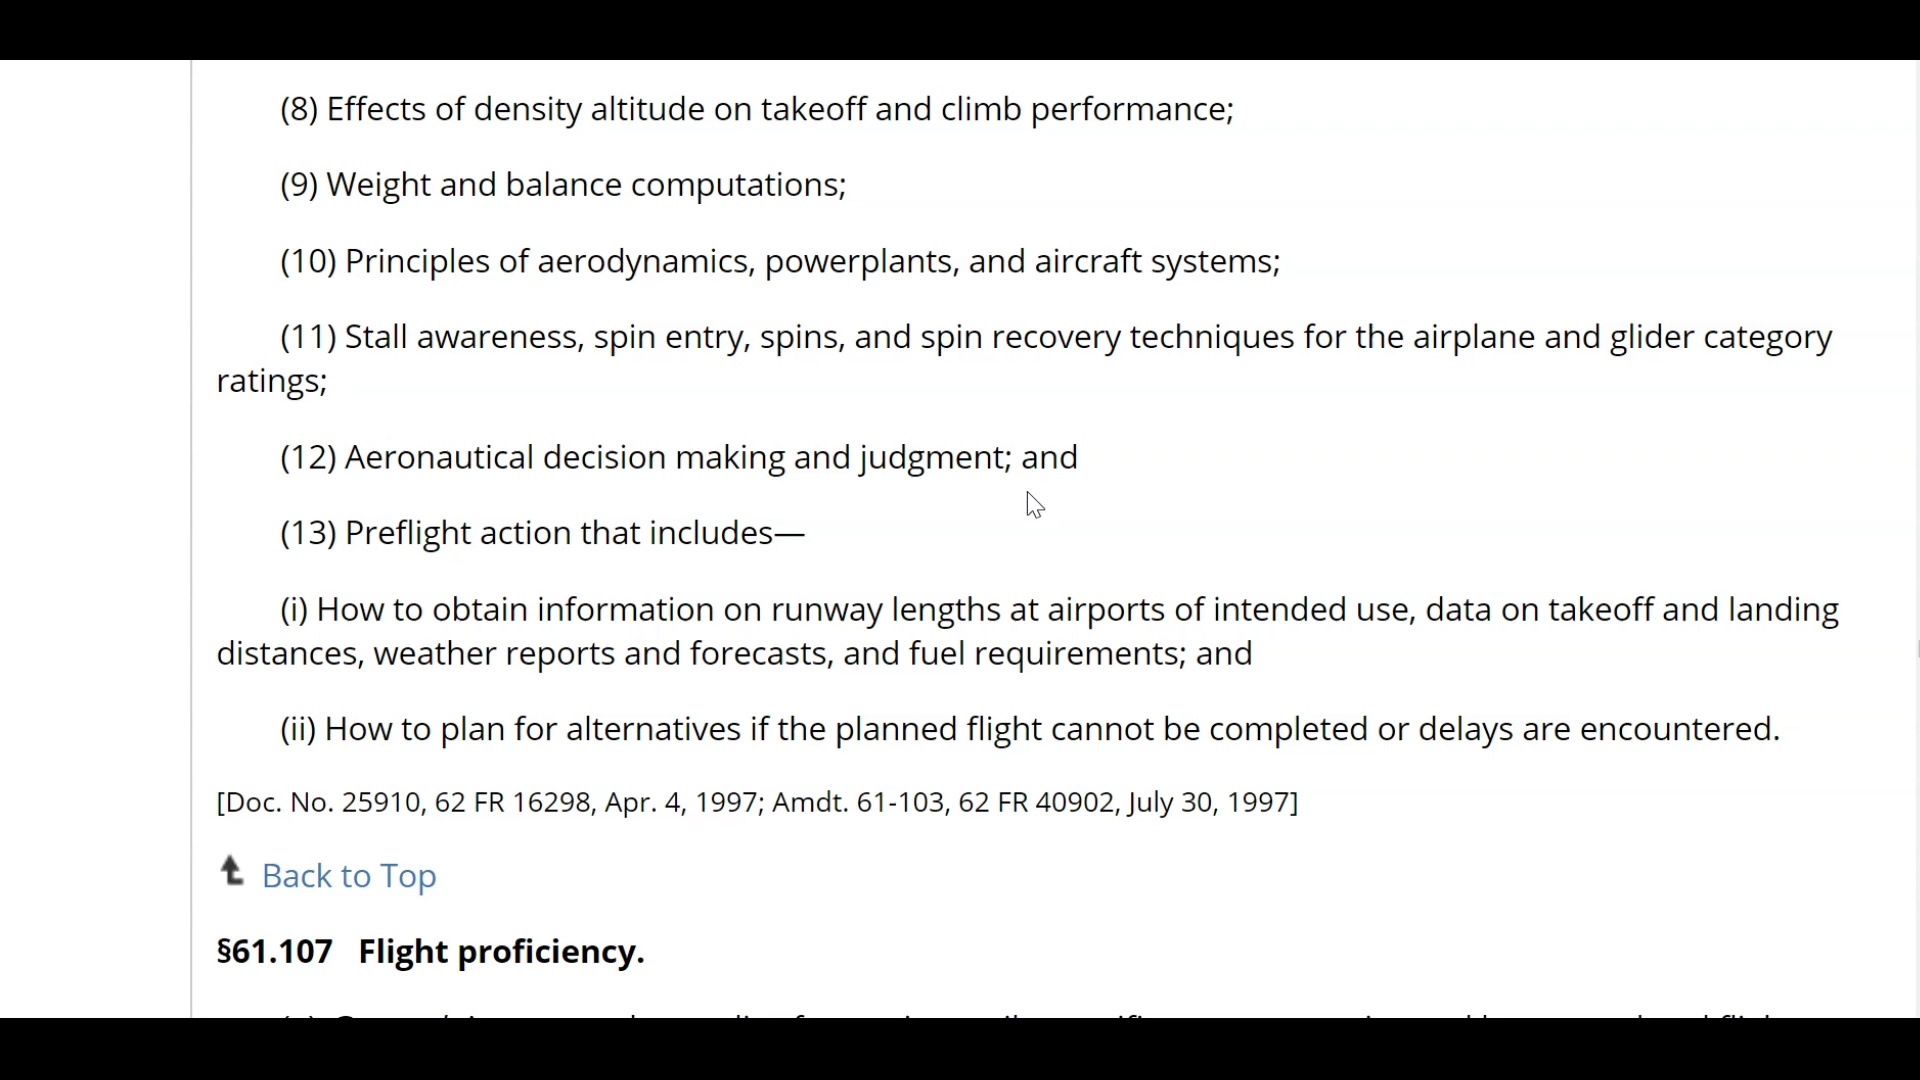 (8) Effects of density altitude on takeoff and climb performance;
(9) Weight and balance computations;
(10) Principles of aerodynamics, powerplants, and aircraft systems;
(11) Stall awareness, spin entry, spins, and spin recovery techniques for the airplane and glider category
ratings;
(12) Aeronautical decision making and judgment; and
(13) Preflight action that includes—
(i) How to obtain information on runway lengths at airports of intended use, data on takeoff and landing
distances, weather reports and forecasts, and fuel requirements; and
(ii) How to plan for alternatives if the planned flight cannot be completed or delays are encountered.
[Doc. No. 25910, 62 FR 16298, Apr. 4, 1997; Amdt. 61-103, 62 FR 40902, July 30, 1997]
Back to Top
§61.107 Flight proficiency.